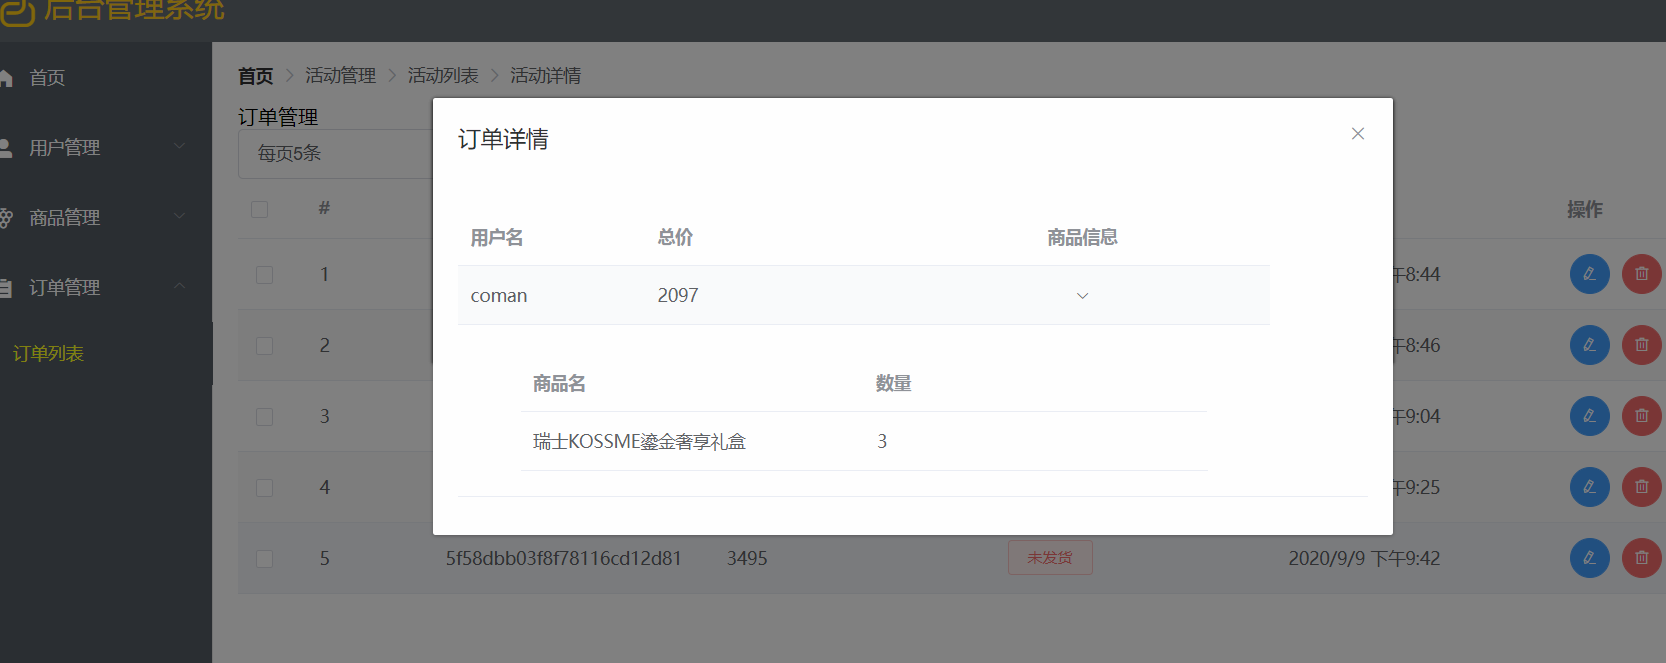 后台管理系统
首页
用户管理
商品管理
订单管理
订单列表
首页 > 活动管理 > 活动列表 > 活动详情
订单管理
每页5条
# 操作
1 午8:44
2 午8:46
3 午9:04
4 午9:25
5 5f58dbb03f8f78116cd12d81 3495 未发货 2020/9/9 下午9:42
订单详情
用户名 总价 商品信息
coman 2097
商品名 数量
瑞士KOSSME鎏金奢享礼盒 3